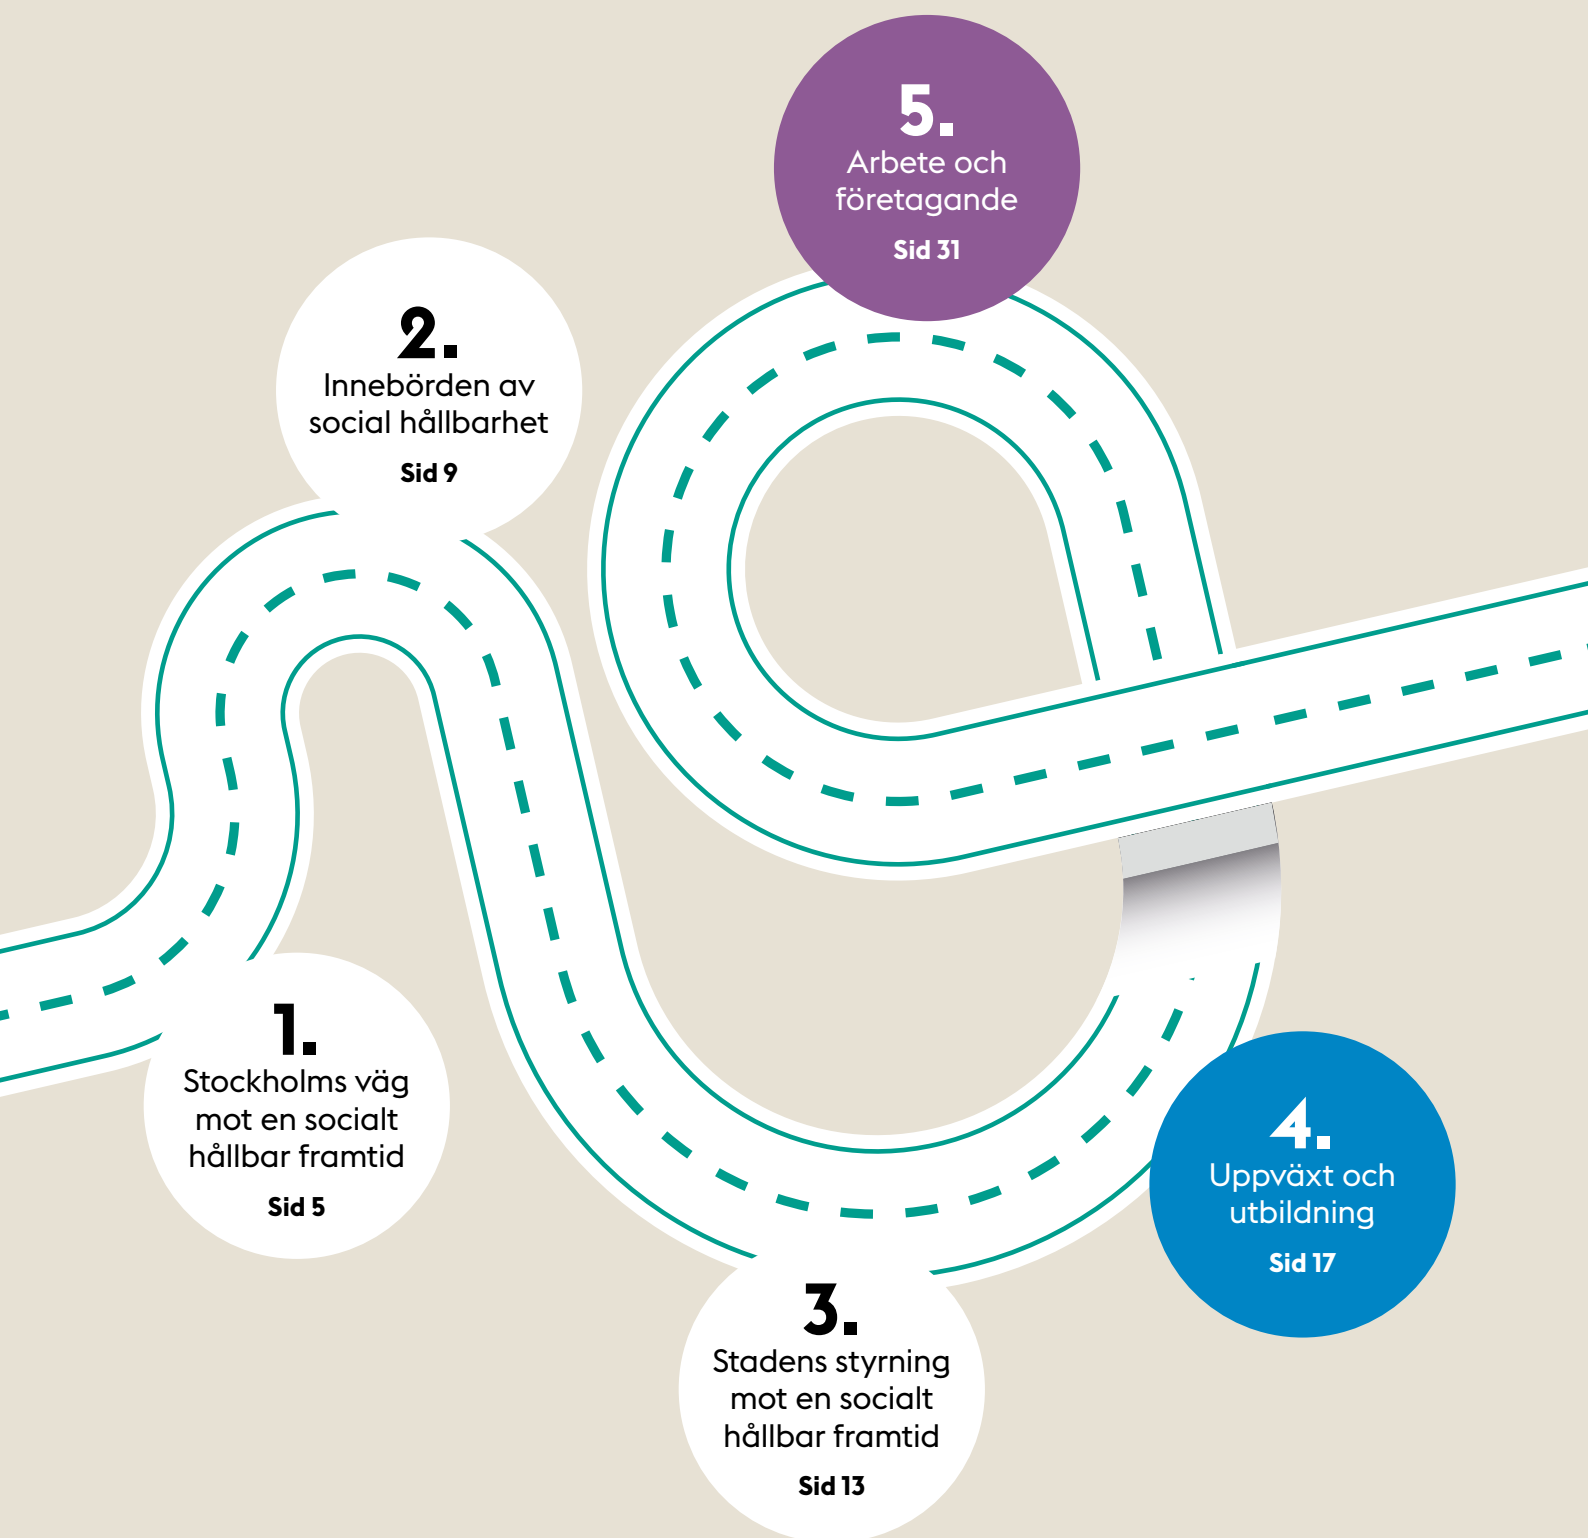 1.
Stockholms väg
mot en socialt
hållbar framtid
Sid 5
2.
Innebörden av
social hållbarhet
Sid 9
3.
Stadens styrning
mot en socialt
hållbar framtid
Sid 13
4.
Uppväxt och
utbildning
Sid 17
5.
Arbete och
företagande
Sid 31